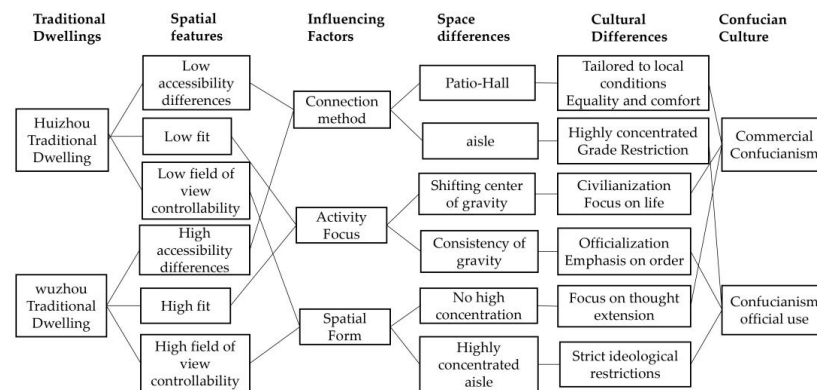 Traditional
Dwellings
Spatial
features
Influencing
Factors
Space
differences
Cultural
Differences
Confucian
Culture
Huizhou
Traditional
Dwelling
wuzhou
Traditional
Dwelling
Low
accessibility
differences
Low fit
Low field of
view
controllability
High
accessibility
differences
High fit
High field of
view
controllability
Connection
method
Activity
Focus
Spatial
Form
Patio-Hall
aisle
Shifting center
of gravity
Consistency of
gravity
No high
concentration
Highly
concentrated
aisle
Tailored to local
conditions
Equality and comfort
Highly concentrated
Grade Restriction
Civilianization
Focus on life
Officialization
Emphasis on order
Focus on thought
extension
Strict ideological
restrictions
Commercial
Confucianism
Confucianism
official use